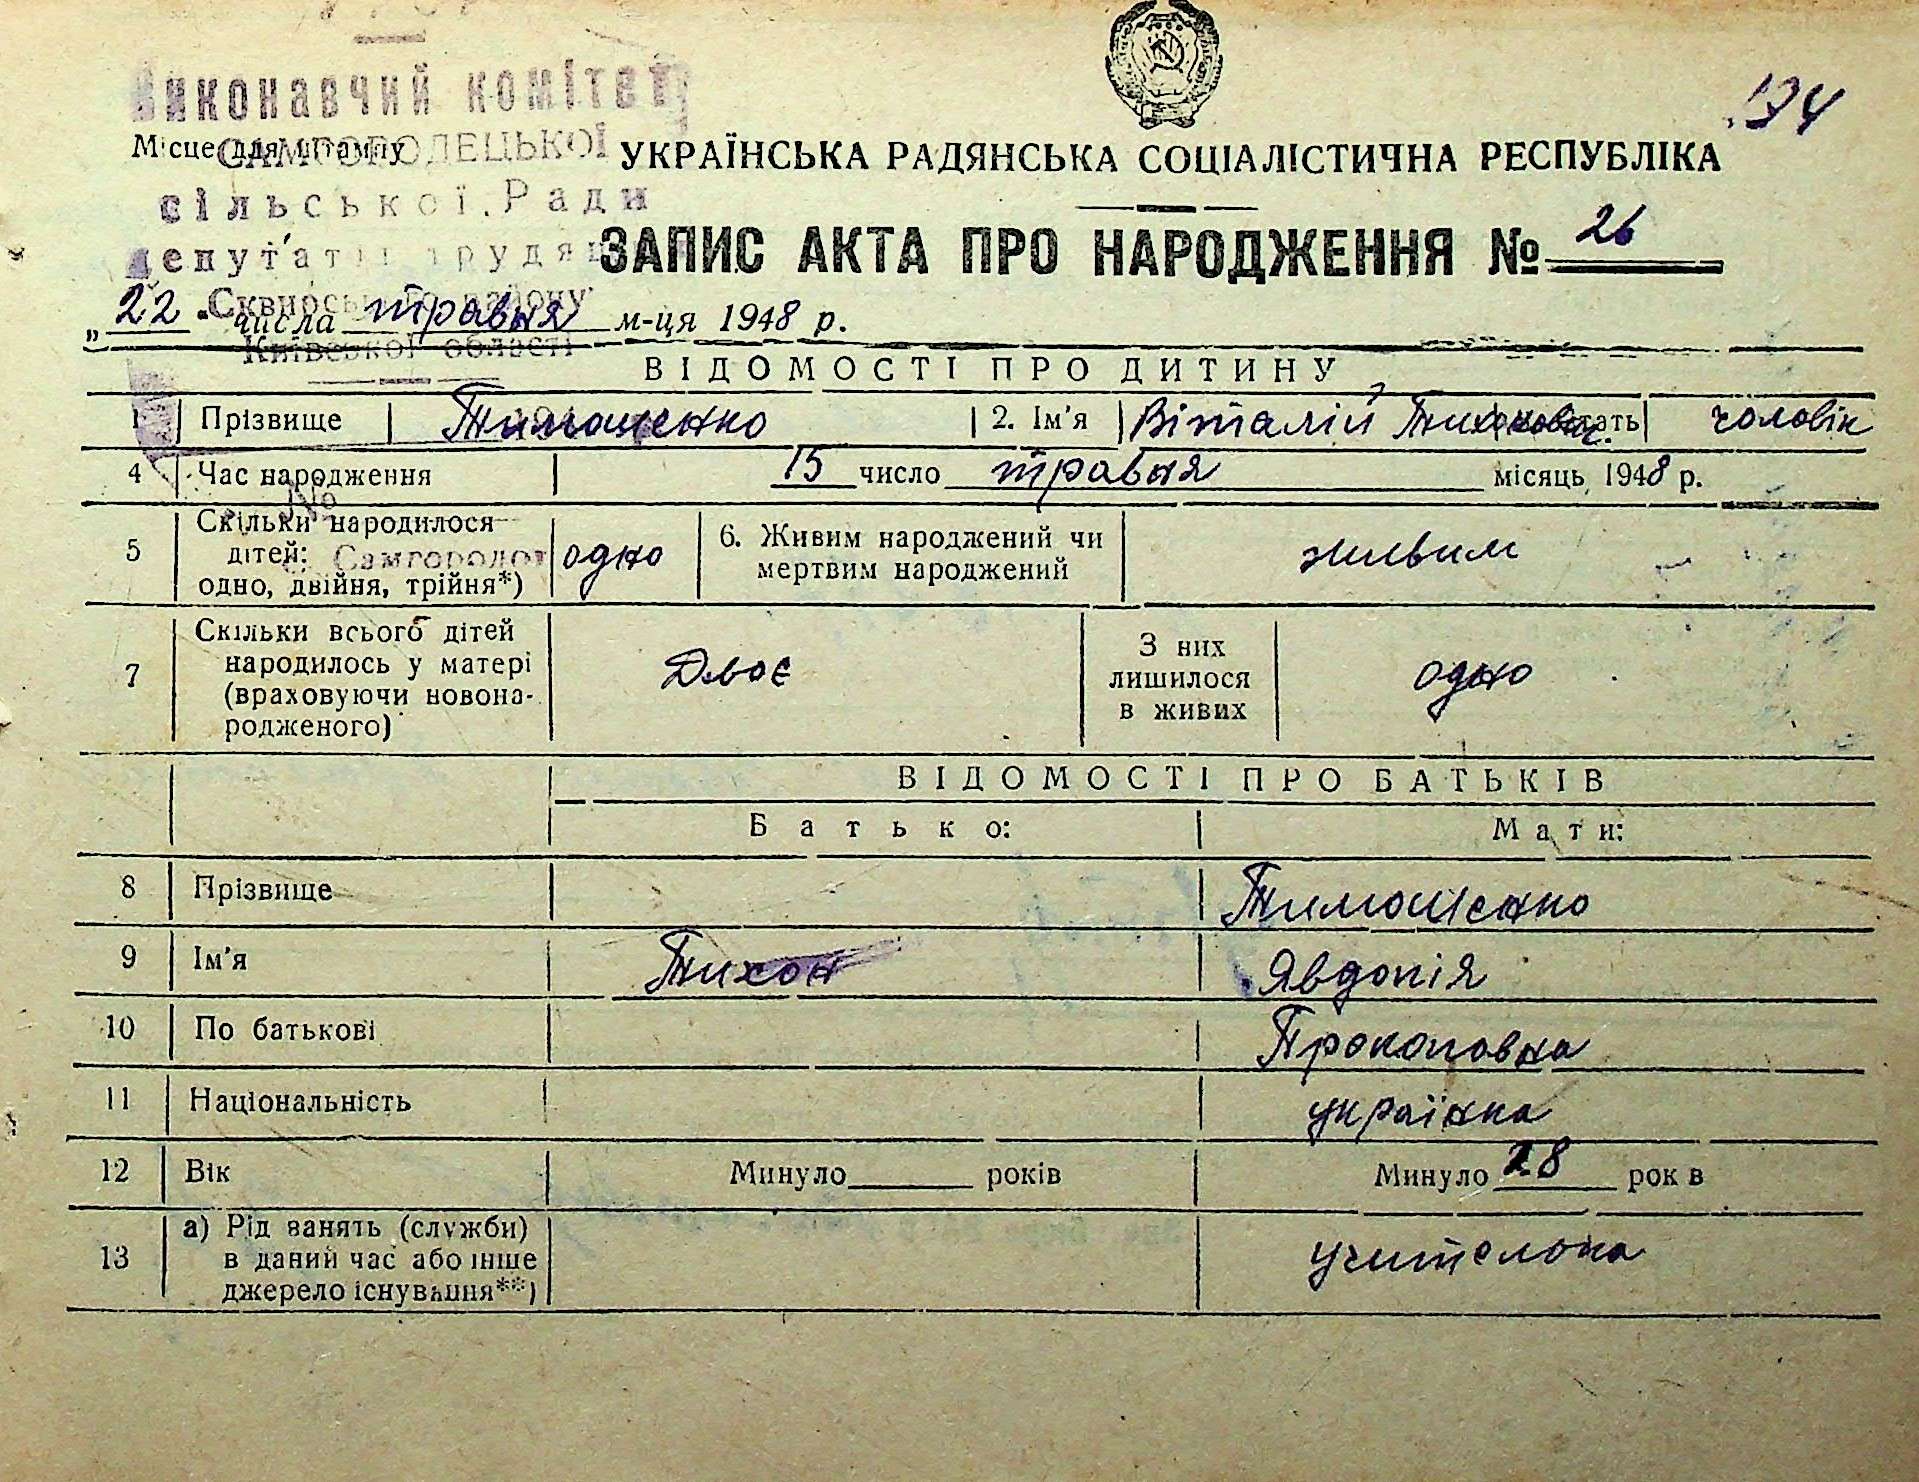 Виконавчий комітет
194
Місце для штампу
САМГОРОДЕЦЬКОЇ
УКРАЇНСЬКА РАДЯНСЬКА СОЦІАЛІСТИЧНА РЕСПУБЛІКА
сільської Ради
депутатів трудящих
ЗАПИС АКТА ПРО НАРОДЖЕННЯ № 26
Сквирського району
„22" числа травня м-ця 1948 р.
Київської області
ВІДОМОСТІ ПРО ДИТИНУ
1 Прізвище Тимошенко 2. Ім'я Віталій Тихонович стать чоловік
4 Час народження 15 число травня місяць 1948 р.
№
5 Скільки народилося дітей: одно, двійня, трійня*) одно 6. Живим народжений чи мертвим народжений живим
с. Самгородок
7 Скільки всього дітей народилось у матері (враховуючи новонародженого) Двоє З них лишилося в живих одно
ВІДОМОСТІ ПРО БАТЬКІВ
Батько: Мати:
8 Прізвище Тимошенко
9 Ім'я Тихон Явдокія
10 По батькові Прокоповна
11 Національність українка
12 Вік Минуло років Минуло 28 років
13 а) Рід занять (служби) в даний час або інше джерело існування**) учителька